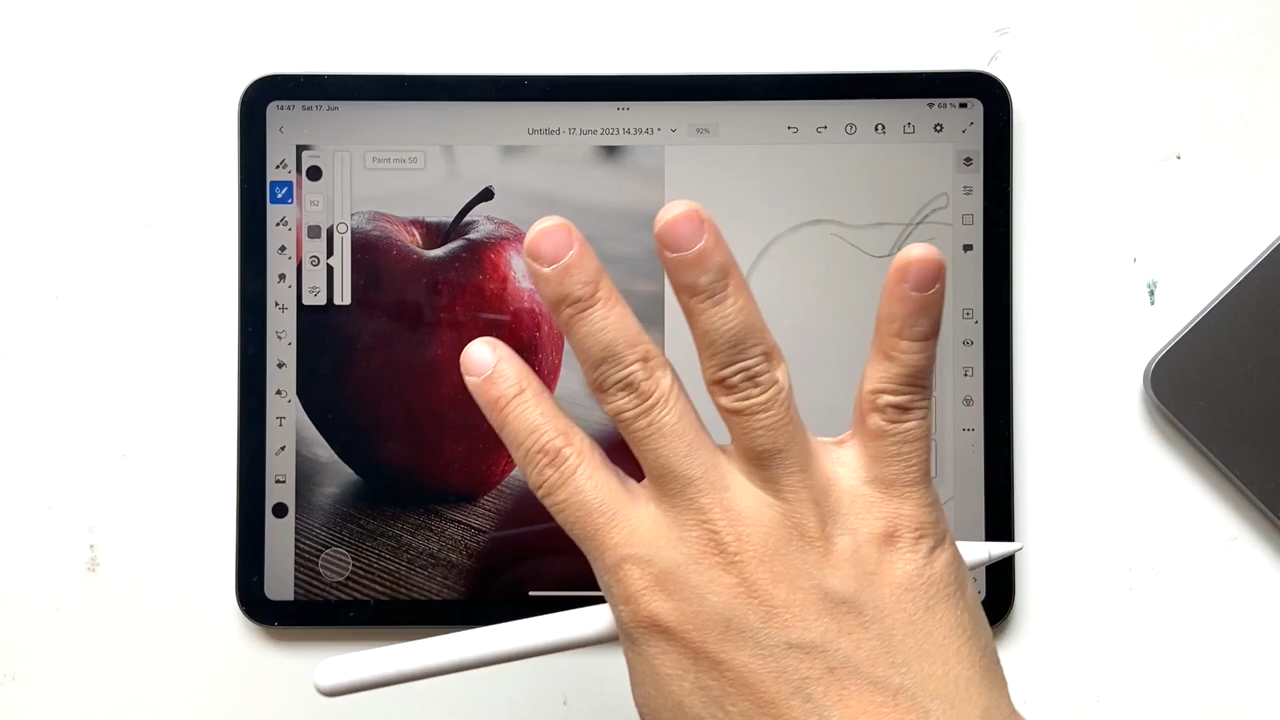 14:47 Sat 17. Jun
68 %
Untitled - 17. June 2023 14.39.43 *
92%
Paint mix 50
152
T